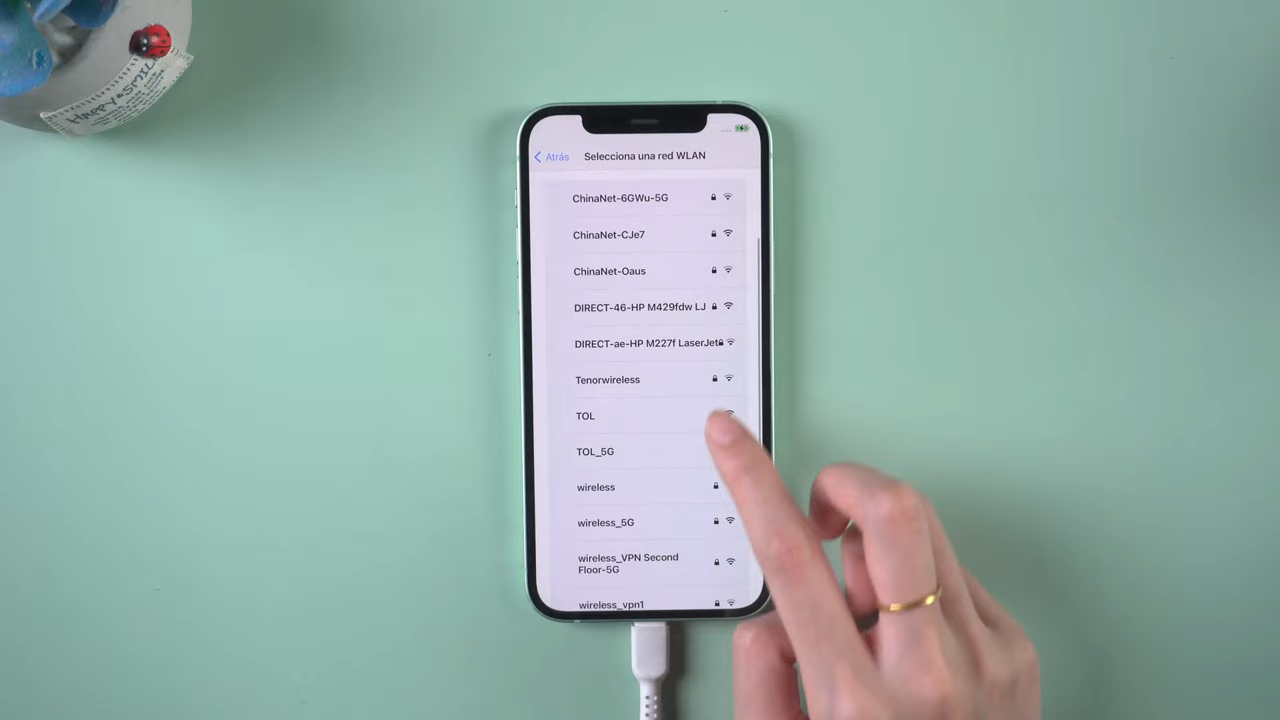 HAPPY & SMILE
Atrás
Selecciona una red WLAN
ChinaNet-6GWu-5G
ChinaNet-CJe7
ChinaNet-Oaus
DIRECT-46-HP M429fdw LJ
DIRECT-ae-HP M227f LaserJet
Tenorwireless
TOL
TOL_5G
wireless
wireless_5G
wireless_VPN Second
Floor-5G
wireless_vpn1